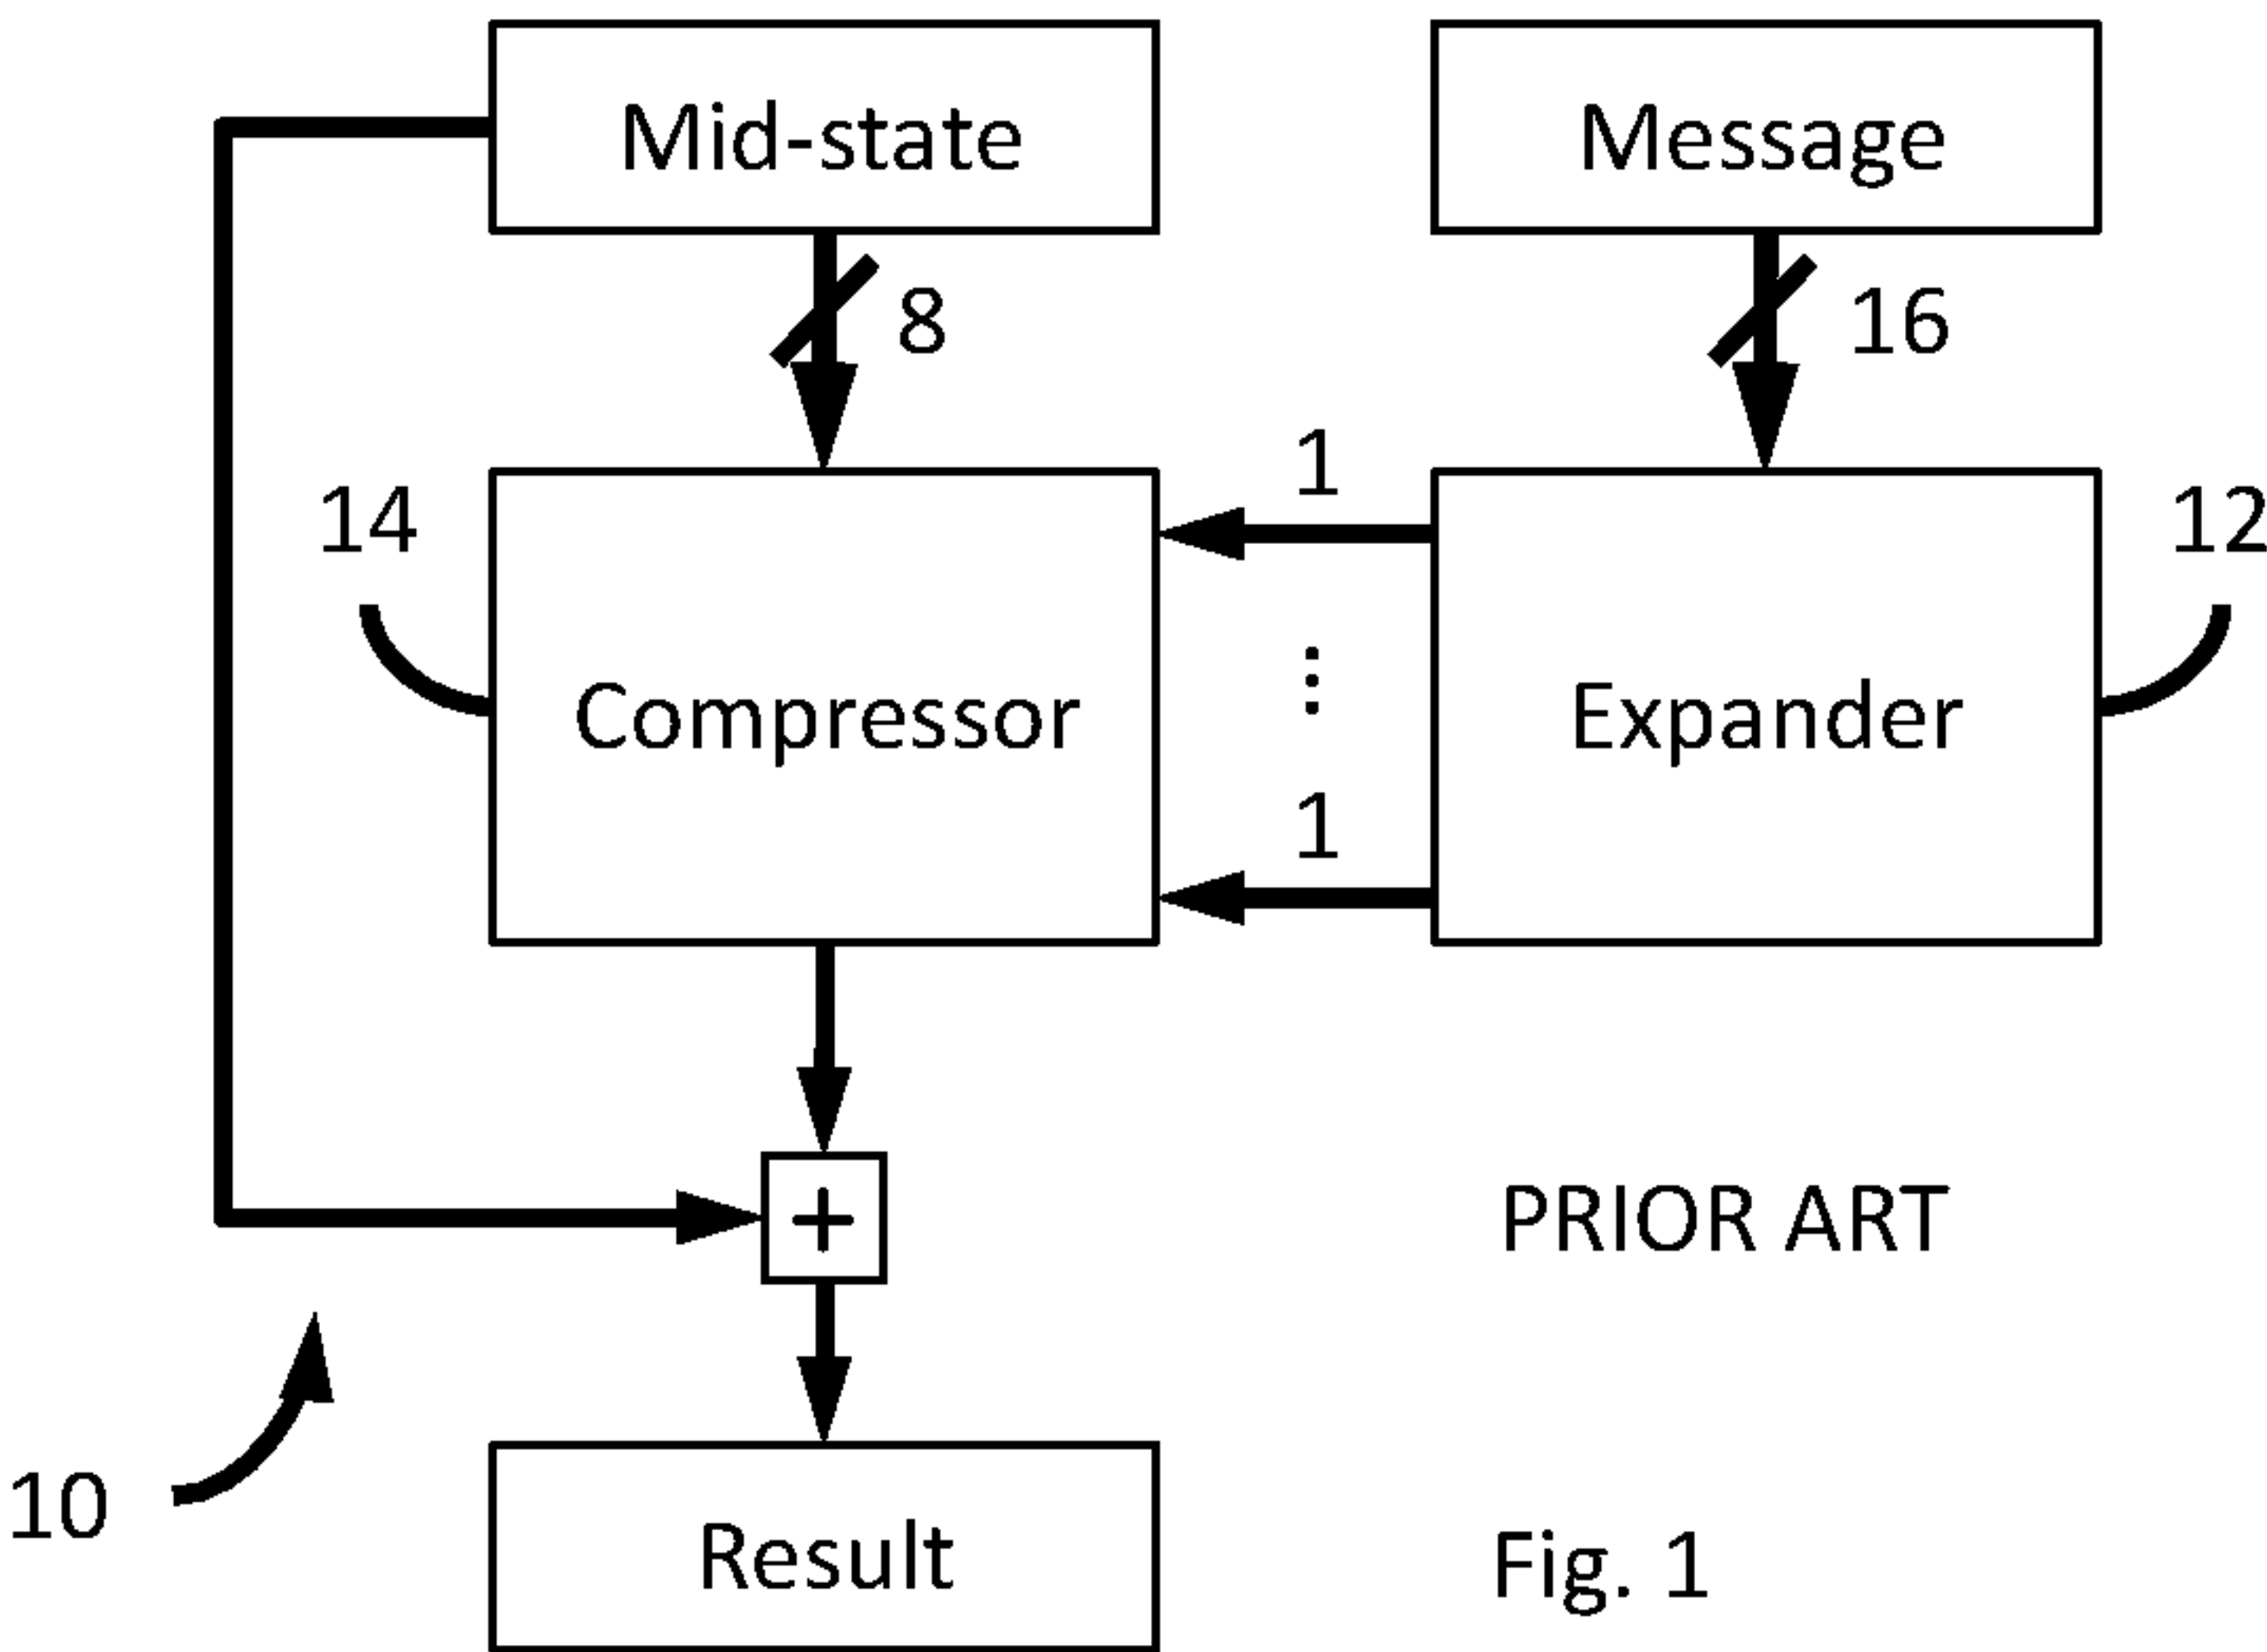 Mid-state
Message
8
16
1
14
12
⋮
Compressor
Expander
1
+
PRIOR ART
10
Result
Fig. 1